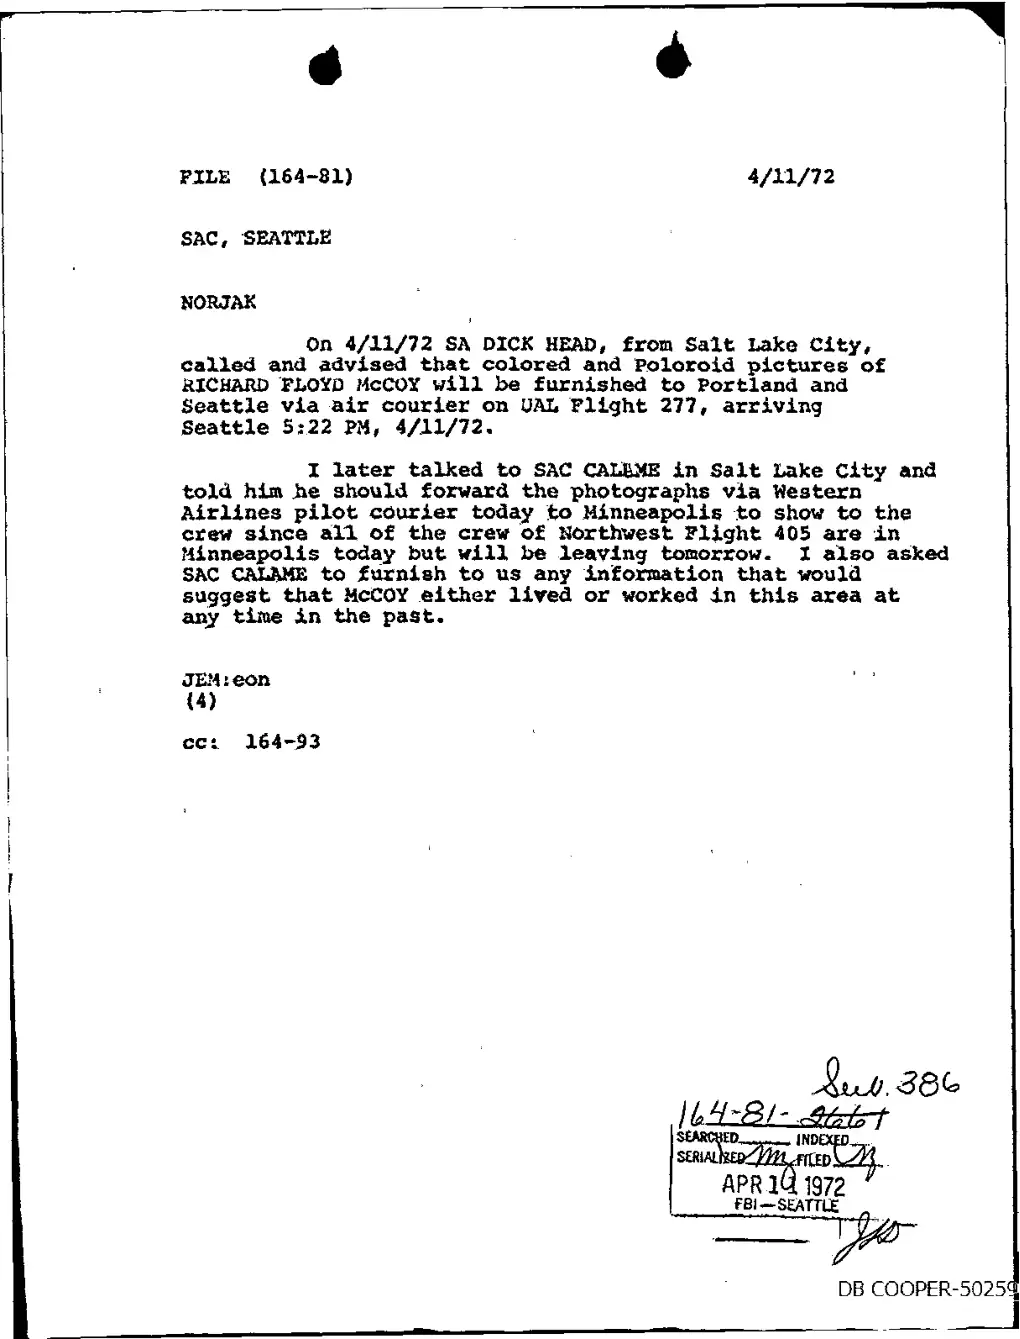 FILE (164-81) 4/11/72
SAC, SEATTLE
NORJAK
On 4/11/72 SA DICK HEAD, from Salt Lake City,
called and advised that colored and Poloroid pictures of
RICHARD FLOYD McCOY will be furnished to Portland and
Seattle via air courier on UAL Flight 277, arriving
Seattle 5:22 PM, 4/11/72.
I later talked to SAC CALAME in Salt Lake City and
told him he should forward the photographs via Western
Airlines pilot courier today to Minneapolis to show to the
crew since all of the crew of Northwest Flight 405 are in
Minneapolis today but will be leaving tomorrow. I also asked
SAC CALAME to furnish to us any information that would
suggest that McCOY either lived or worked in this area at
any time in the past.
JEM:eon
(4)
cc: 164-93
Sub. 386
164-81-
SEARCHED INDEXED
SERIALIZED FILED
APR 1972
FBI—SEATTLE
DB COOPER-50259